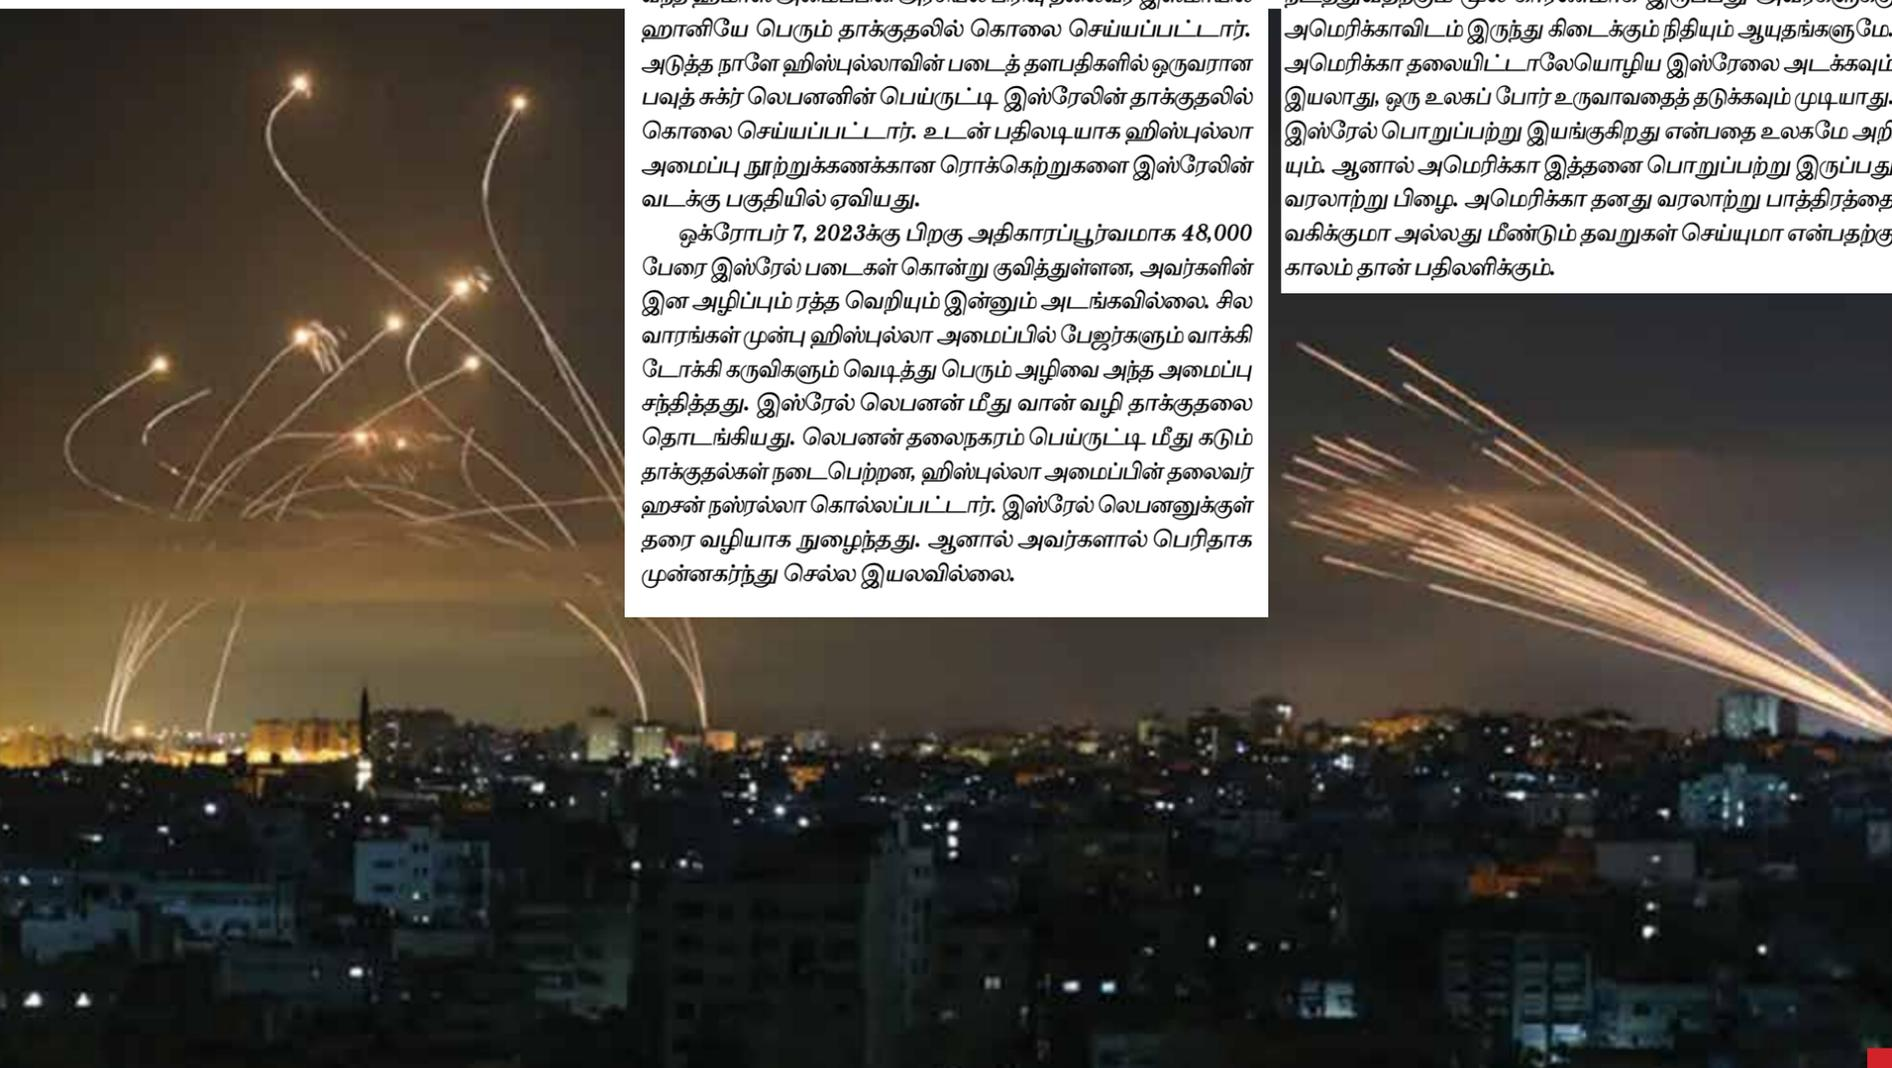 ஹானியே பெரும் தாக்குதலில் கொலை செய்யப்பட்டார்.
அடுத்த நாளே ஹிஸ்புல்லாவின் படைத் தளபதிகளில் ஒருவரான
பவுத் சுக்ர் லெபனனின் பெய்ருட்டி இஸ்ரேலின் தாக்குதலில்
கொலை செய்யப்பட்டார். உடன் பதிலடியாக ஹிஸ்புல்லா
அமைப்பு நூற்றுக்கணக்கான ரொக்கெற்றுகளை இஸ்ரேலின்
வடக்கு பகுதியில் ஏவியது.
ஒக்ரோபர் 7, 2023க்கு பிறகு அதிகாரப்பூர்வமாக 48,000
பேரை இஸ்ரேல் படைகள் கொன்று குவித்துள்ளன, அவர்களின்
இன அழிப்பும் ரத்த வெறியும் இன்னும் அடங்கவில்லை. சில
வாரங்கள் முன்பு ஹிஸ்புல்லா அமைப்பில் பேஜர்களும் வாக்கி
டோக்கி கருவிகளும் வெடித்து பெரும் அழிவை அந்த அமைப்பு
சந்தித்தது. இஸ்ரேல் லெபனன் மீது வான் வழி தாக்குதலை
தொடங்கியது. லெபனன் தலைநகரம் பெய்ருட்டி மீது கடும்
தாக்குதல்கள் நடைபெற்றன, ஹிஸ்புல்லா அமைப்பின் தலைவர்
ஹசன் நஸ்ரல்லா கொல்லப்பட்டார். இஸ்ரேல் லெபனனுக்குள்
தரை வழியாக நுழைந்தது. ஆனால் அவர்களால் பெரிதாக
முன்னகர்ந்து செல்ல இயலவில்லை.
அமெரிக்காவிடம் இருந்து கிடைக்கும் நிதியும் ஆயுதங்களுமே.
அமெரிக்கா தலையிட்டாலேயொழிய இஸ்ரேலை அடக்கவும்
இயலாது, ஒரு உலகப் போர் உருவாவதைத் தடுக்கவும் முடியாது.
இஸ்ரேல் பொறுப்பற்று இயங்குகிறது என்பதை உலகமே அறி
யும். ஆனால் அமெரிக்கா இத்தனை பொறுப்பற்று இருப்பது
வரலாற்று பிழை. அமெரிக்கா தனது வரலாற்று பாத்திரத்தை
வகிக்குமா அல்லது மீண்டும் தவறுகள் செய்யுமா என்பதற்கு
காலம் தான் பதிலளிக்கும்.